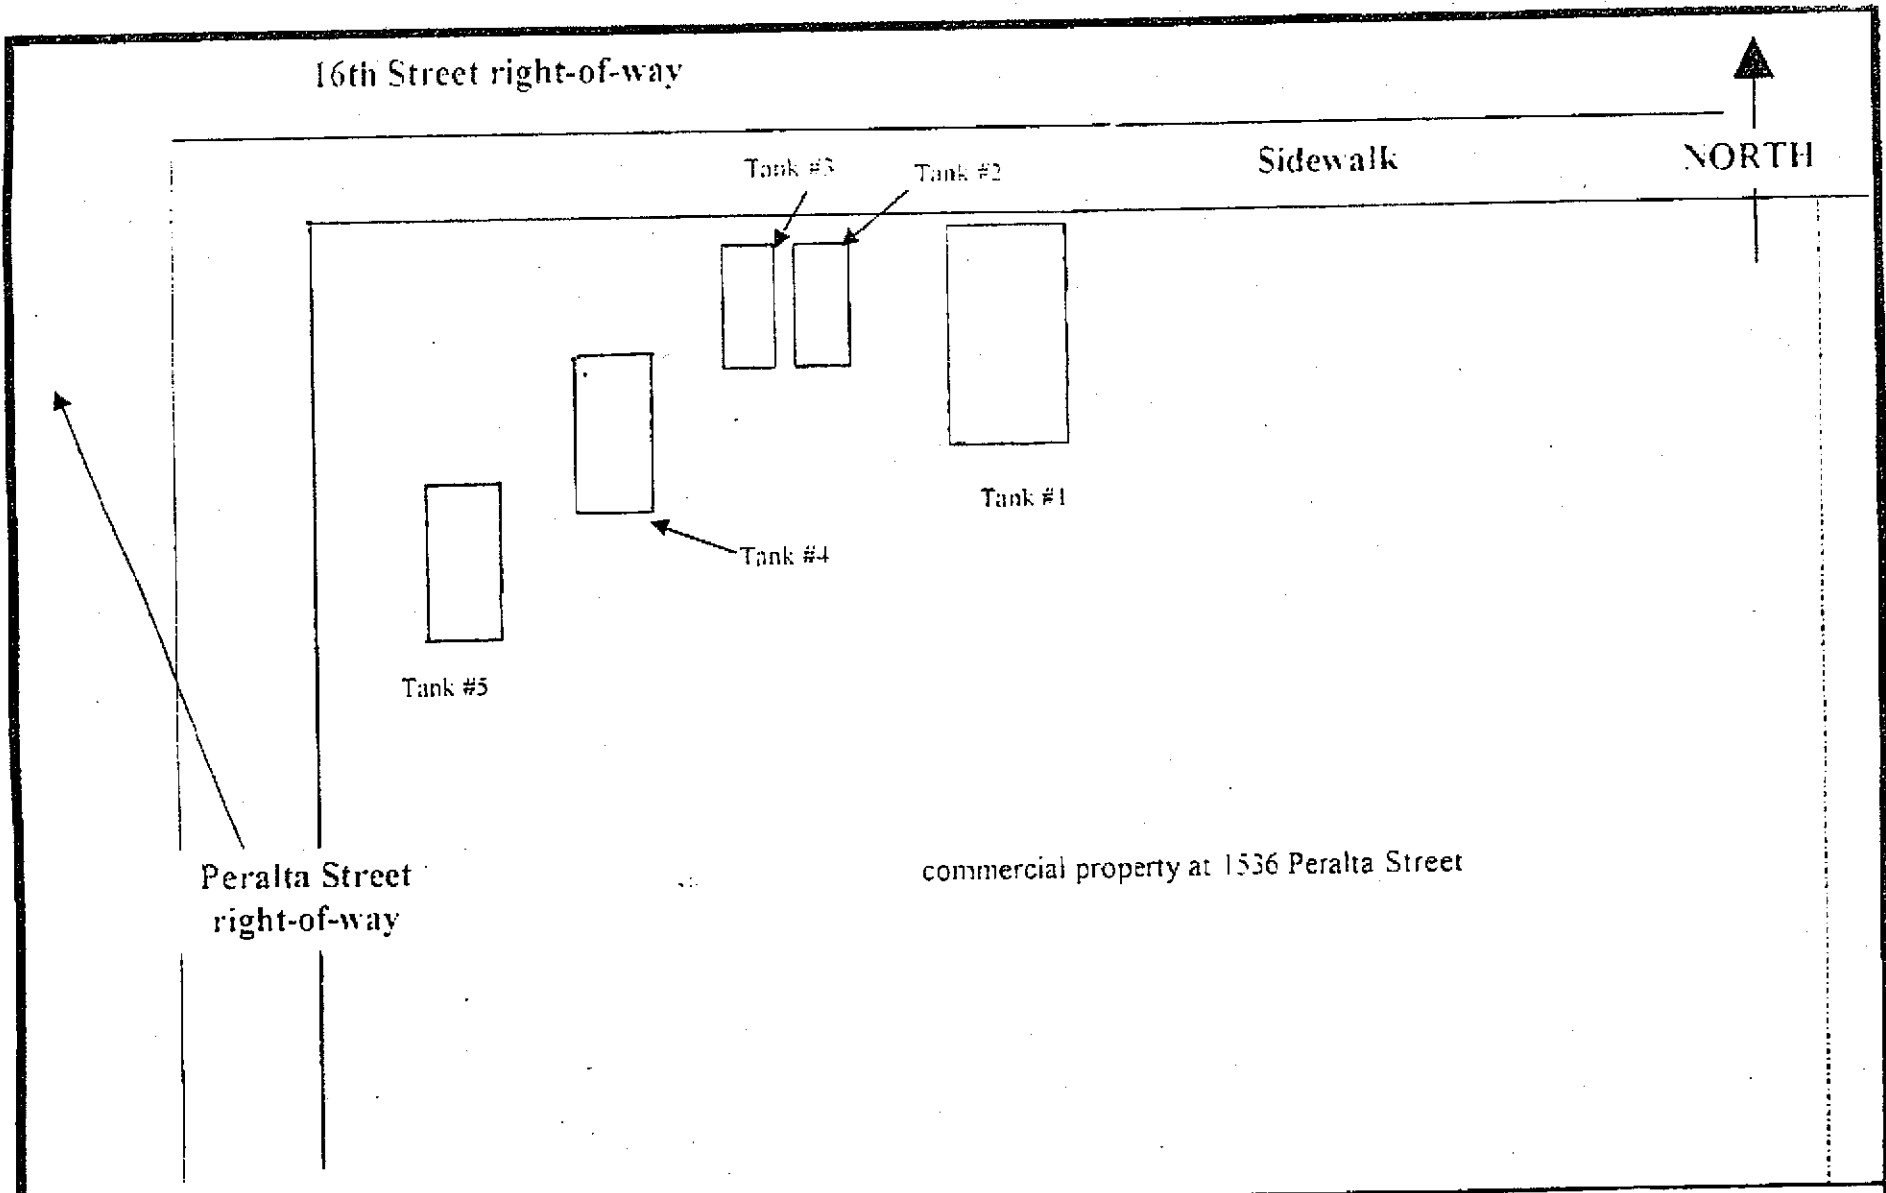 16th Street right-of-way
Sidewalk
NORTH
Tank #3
Tank #2
Tank #1
Tank #4
Tank #5
commercial property at 1536 Peralta Street
Peralta Street
right-of-way